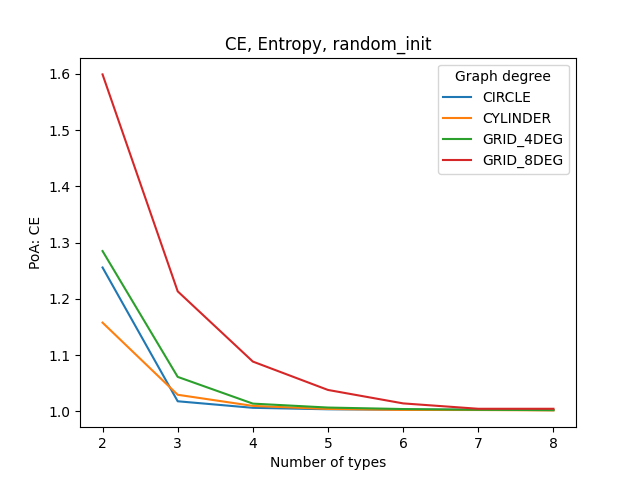 CE, Entropy, random_init
Graph degree
CIRCLE
CYLINDER
GRID_4DEG
GRID_8DEG
PoA: CE
1.6
1.5
1.4
1.3
1.2
1.1
1.0
2 3 4 5 6 7 8
Number of types